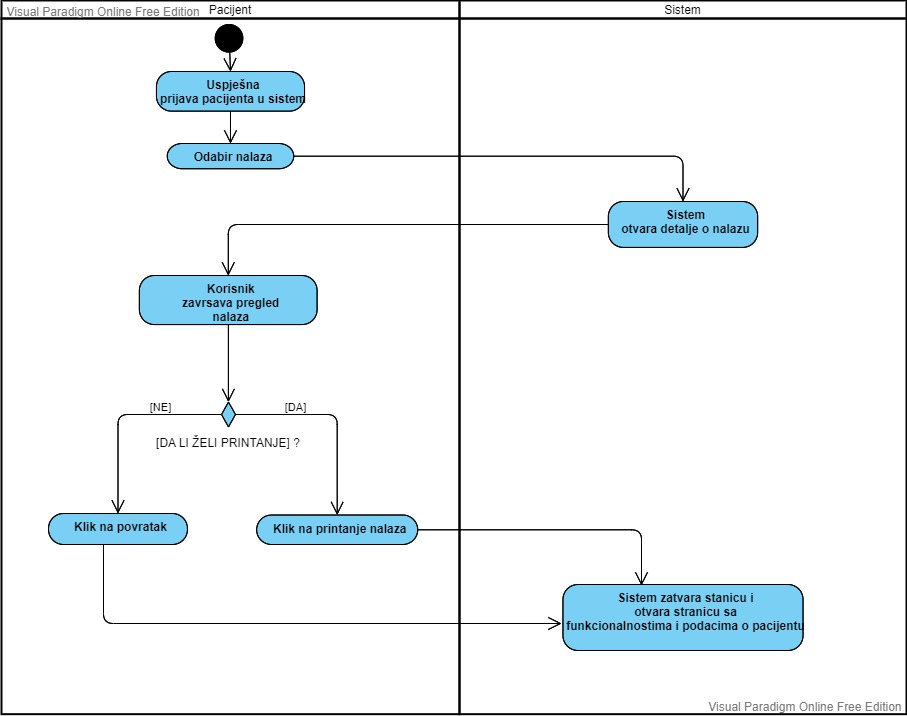 Visual Paradigm Online Free Edition
Pacijent
Sistem
Uspješna
prijava pacijenta u sistem
Odabir nalaza
Sistem
otvara detalje o nalazu
Korisnik
zavrsava pregled
nalaza
[NE]
[DA]
[DA LI ŽELI PRINTANJE] ?
Klik na povratak
Klik na printanje nalaza
Sistem zatvara stanicu i
otvara stranicu sa
funkcionalnostima i podacima o pacijentu
Visual Paradigm Online Free Edition